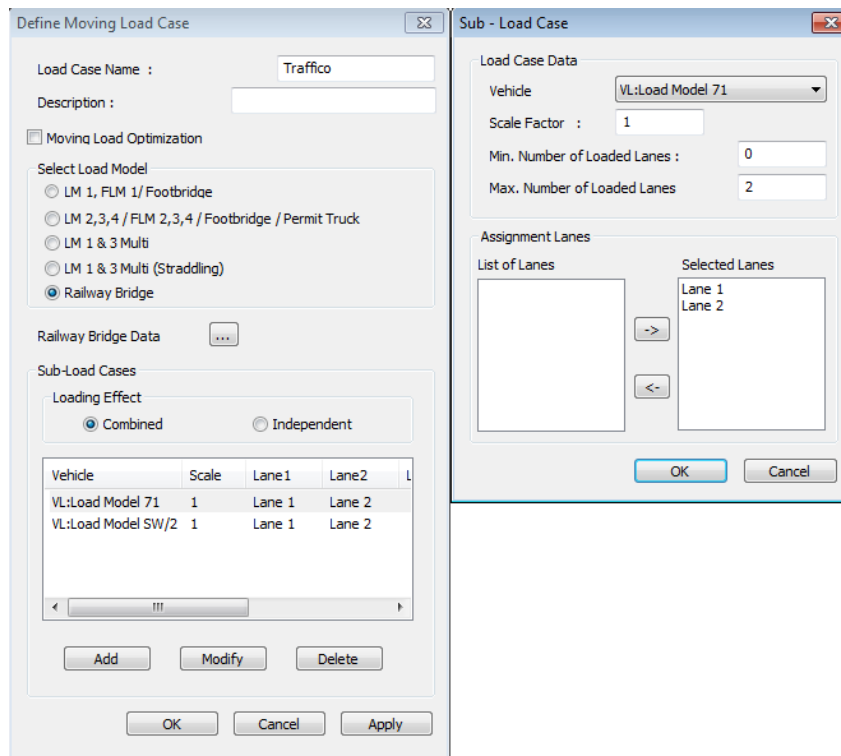 Define Moving Load Case
Load Case Name :
Traffico
Description :
Moving Load Optimization
Select Load Model
LM 1, FLM 1/ Footbridge
LM 2,3,4 / FLM 2,3,4 / Footbridge / Permit Truck
LM 1 & 3 Multi
LM 1 & 3 Multi (Straddling)
Railway Bridge
Railway Bridge Data
...
Sub-Load Cases
Loading Effect
Combined
Independent
Vehicle Scale Lane1 Lane2 L
VL:Load Model 71 1 Lane 1 Lane 2
VL:Load Model SW/2 1 Lane 1 Lane 2
Add Modify Delete
OK Cancel Apply
Sub - Load Case
Load Case Data
Vehicle
VL:Load Model 71
Scale Factor :
1
Min. Number of Loaded Lanes :
0
Max. Number of Loaded Lanes
2
Assignment Lanes
List of Lanes
Selected Lanes
Lane 1
Lane 2
->
<-
OK Cancel